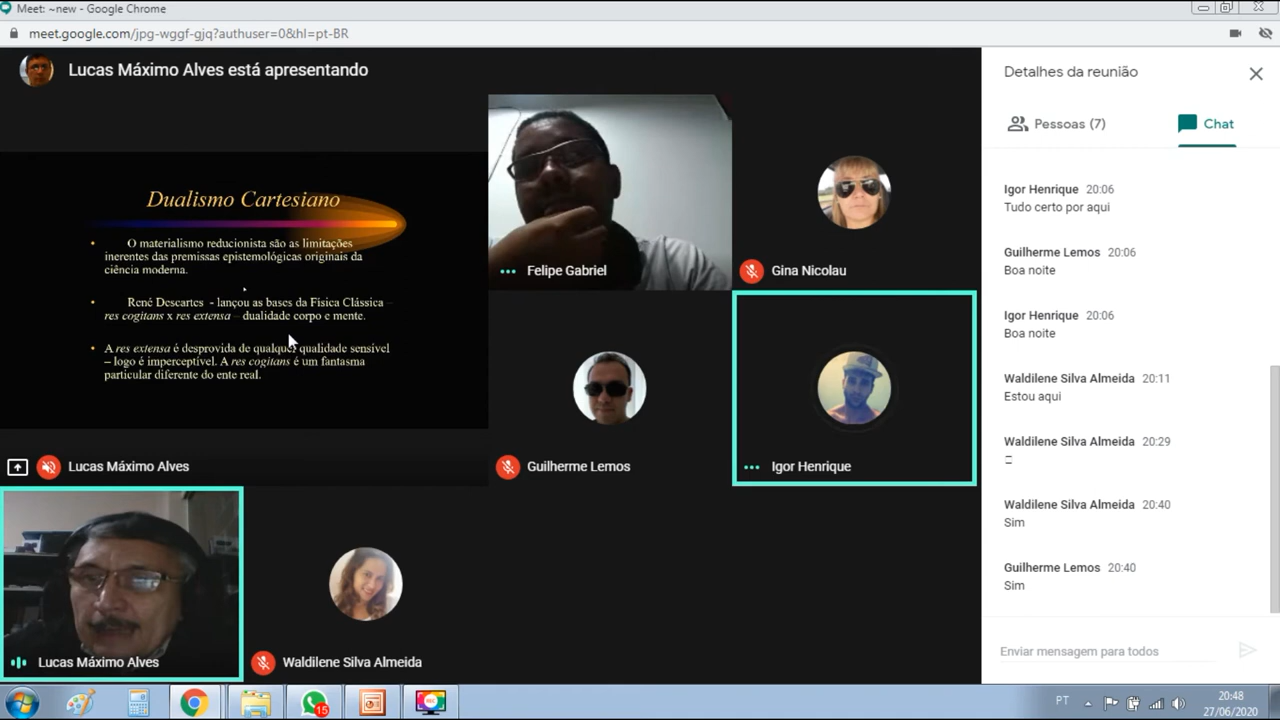 Meet: ~new - Google Chrome
meet.google.com/jpg-wggf-gjq?authuser=0&hl=pt-BR
Lucas Máximo Alves está apresentando
Dualismo Cartesiano
• O materialismo reducionista são as limitações
inerentes das premissas epistemológicas originais da
ciência moderna.
• René Descartes - lançou as bases da Física Clássica –
res cogitans x res extensa – dualidade corpo e mente.
• A res extensa é desprovida de qualquer qualidade sensível
– logo é imperceptível. A res cogitans é um fantasma
particular diferente do ente real.
Lucas Máximo Alves
Felipe Gabriel
Gina Nicolau
Guilherme Lemos
Igor Henrique
Lucas Máximo Alves
Waldilene Silva Almeida
Detalhes da reunião
Pessoas (7)
Chat
Igor Henrique 20:06
Tudo certo por aqui
Guilherme Lemos 20:06
Boa noite
Igor Henrique 20:06
Boa noite
Waldilene Silva Almeida 20:11
Estou aqui
Waldilene Silva Almeida 20:29
Waldilene Silva Almeida 20:40
Sim
Guilherme Lemos 20:40
Sim
Enviar mensagem para todos
15
REC
PT
20:48
27/06/2020